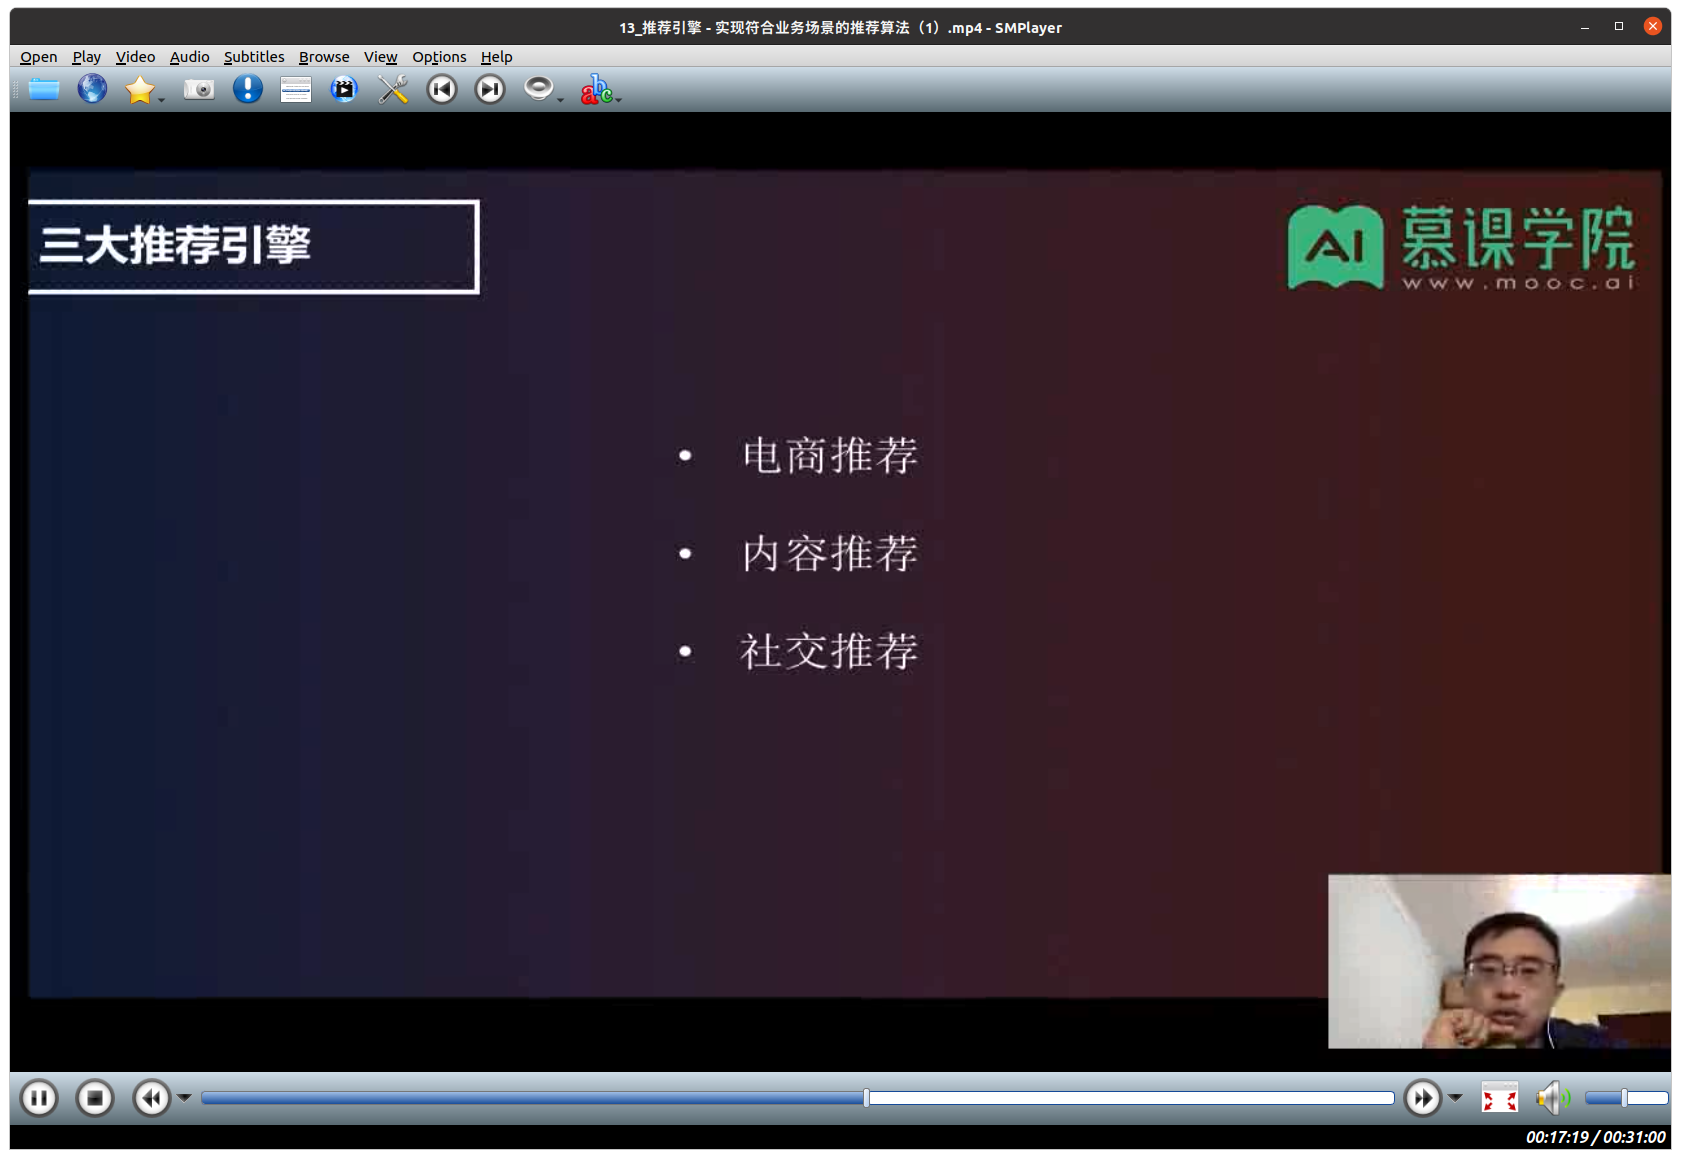 13_推荐引擎 - 实现符合业务场景的推荐算法（1）.mp4 - SMPlayer
Open Play Video Audio Subtitles Browse View Options Help
abc
三大推荐引擎
AI 慕课学院
www.mooc.ai
• 电商推荐
• 内容推荐
• 社交推荐
00:17:19 / 00:31:00